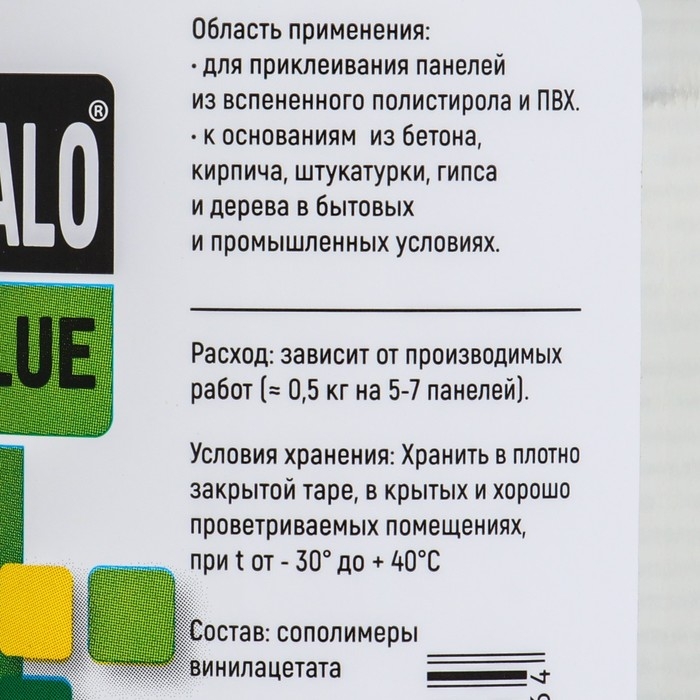 Область применения:
· для приклеивания панелей
из вспененного полистирола и ПВХ.
· к основаниям из бетона,
кирпича, штукатурки, гипса
и дерева в бытовых
и промышленных условиях.
ALO®
LUE
Расход: зависит от производимых
работ (≈ 0,5 кг на 5-7 панелей).
Условия хранения: Хранить в плотно
закрытой таре, в крытых и хорошо
проветриваемых помещениях,
при t от - 30° до + 40°C
Состав: сополимеры
винилацетата